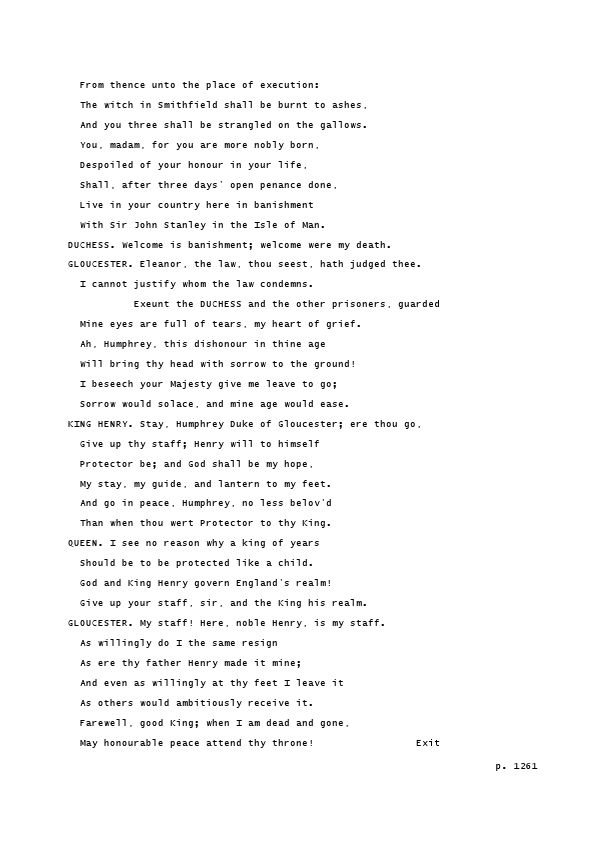 From thence unto the place of execution:
The witch in Smithfield shall be burnt to ashes,
And you three shall be strangled on the gallows.
You, madam, for you are more nobly born,
Despoiled of your honour in your life,
Shall, after three days' open penance done,
Live in your country here in banishment
With Sir John Stanley in the Isle of Man.
DUCHESS. Welcome is banishment; welcome were my death.
GLOUCESTER. Eleanor, the law, thou seest, hath judged thee.
I cannot justify whom the law condemns.
Exeunt the DUCHESS and the other prisoners, guarded
Mine eyes are full of tears, my heart of grief.
Ah, Humphrey, this dishonour in thine age
Will bring thy head with sorrow to the ground!
I beseech your Majesty give me leave to go;
Sorrow would solace, and mine age would ease.
KING HENRY. Stay, Humphrey Duke of Gloucester; ere thou go,
Give up thy staff; Henry will to himself
Protector be; and God shall be my hope,
My stay, my guide, and lantern to my feet.
And go in peace, Humphrey, no less belov'd
Than when thou wert Protector to thy King.
QUEEN. I see no reason why a king of years
Should be to be protected like a child.
God and King Henry govern England's realm!
Give up your staff, sir, and the King his realm.
GLOUCESTER. My staff! Here, noble Henry, is my staff.
As willingly do I the same resign
As ere thy father Henry made it mine;
And even as willingly at thy feet I leave it
As others would ambitiously receive it.
Farewell, good King; when I am dead and gone,
May honourable peace attend thy throne! Exit
p. 1261